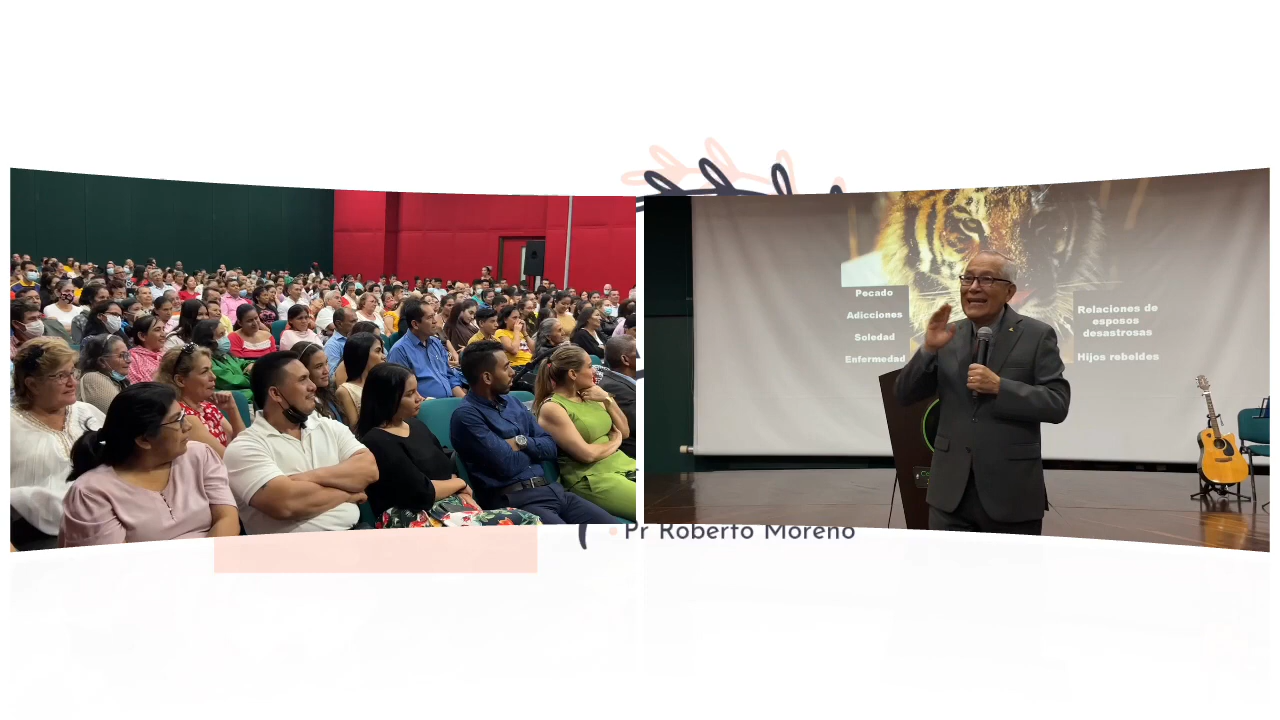 Pecado
Adicciones
Soledad
Enfermedad
Relaciones de
esposos
desastrosas
Hijos rebeldes
Pr Roberto Moreno